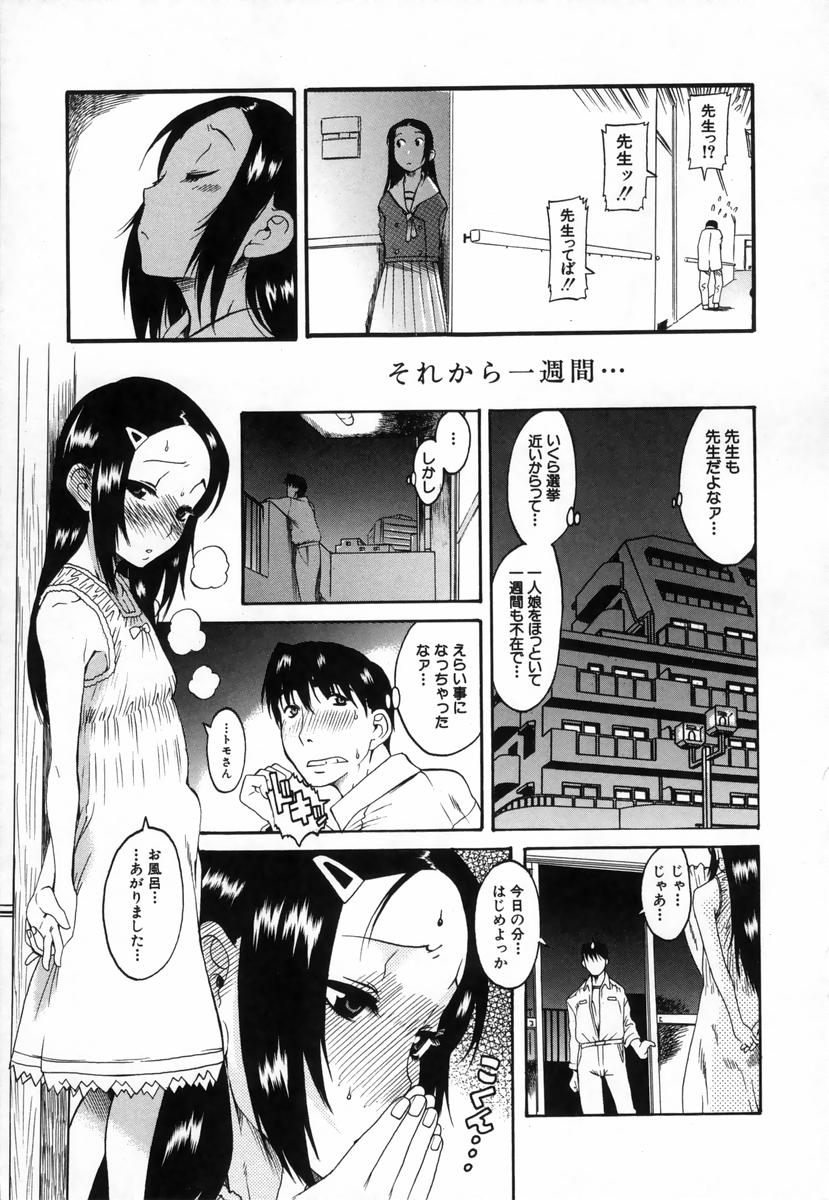 先生っ!?
先生ッ!!
先生ってば!!
それから一週間…
先生も
先生だよなァ…
いくら選挙
近いからって…
一人娘をほっといて
一週間も不在で…
…
しかし
えらい事に
なっちゃった
なァ…
…トモさん
ドキッ
お風呂…
…あがりました…
じゃ…
じゃあ…
今日の分…
はじめよっか
こくん…